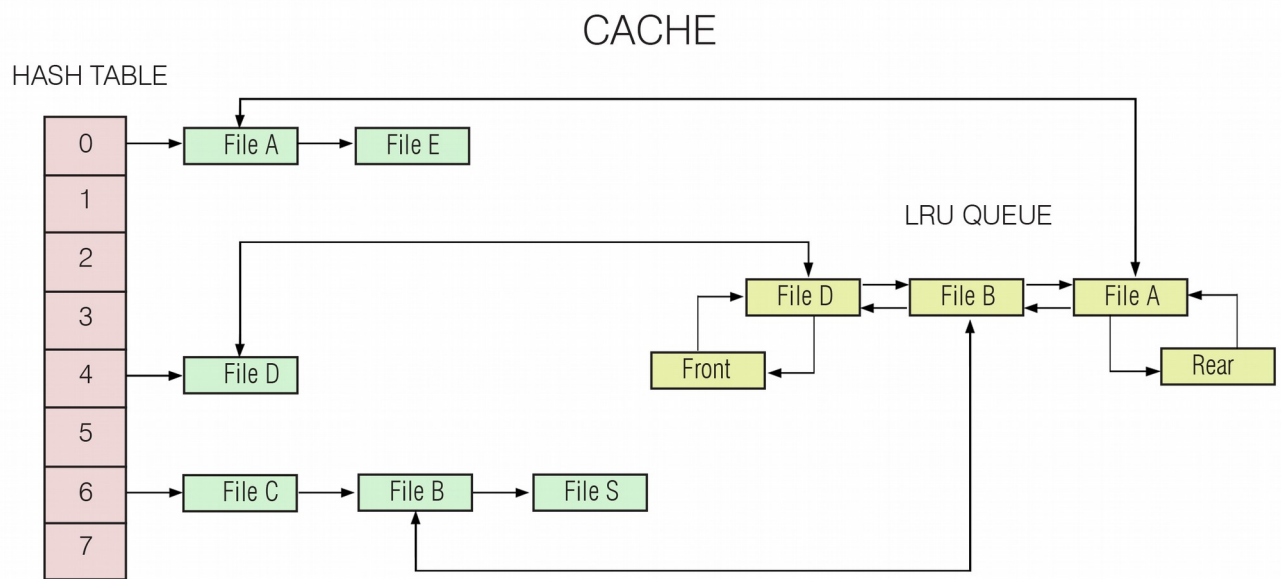 CACHE
HASH TABLE
0
File A
File E
1
LRU QUEUE
2
File D
File B
File A
3
Front
Rear
4
File D
5
6
File C
File B
File S
7